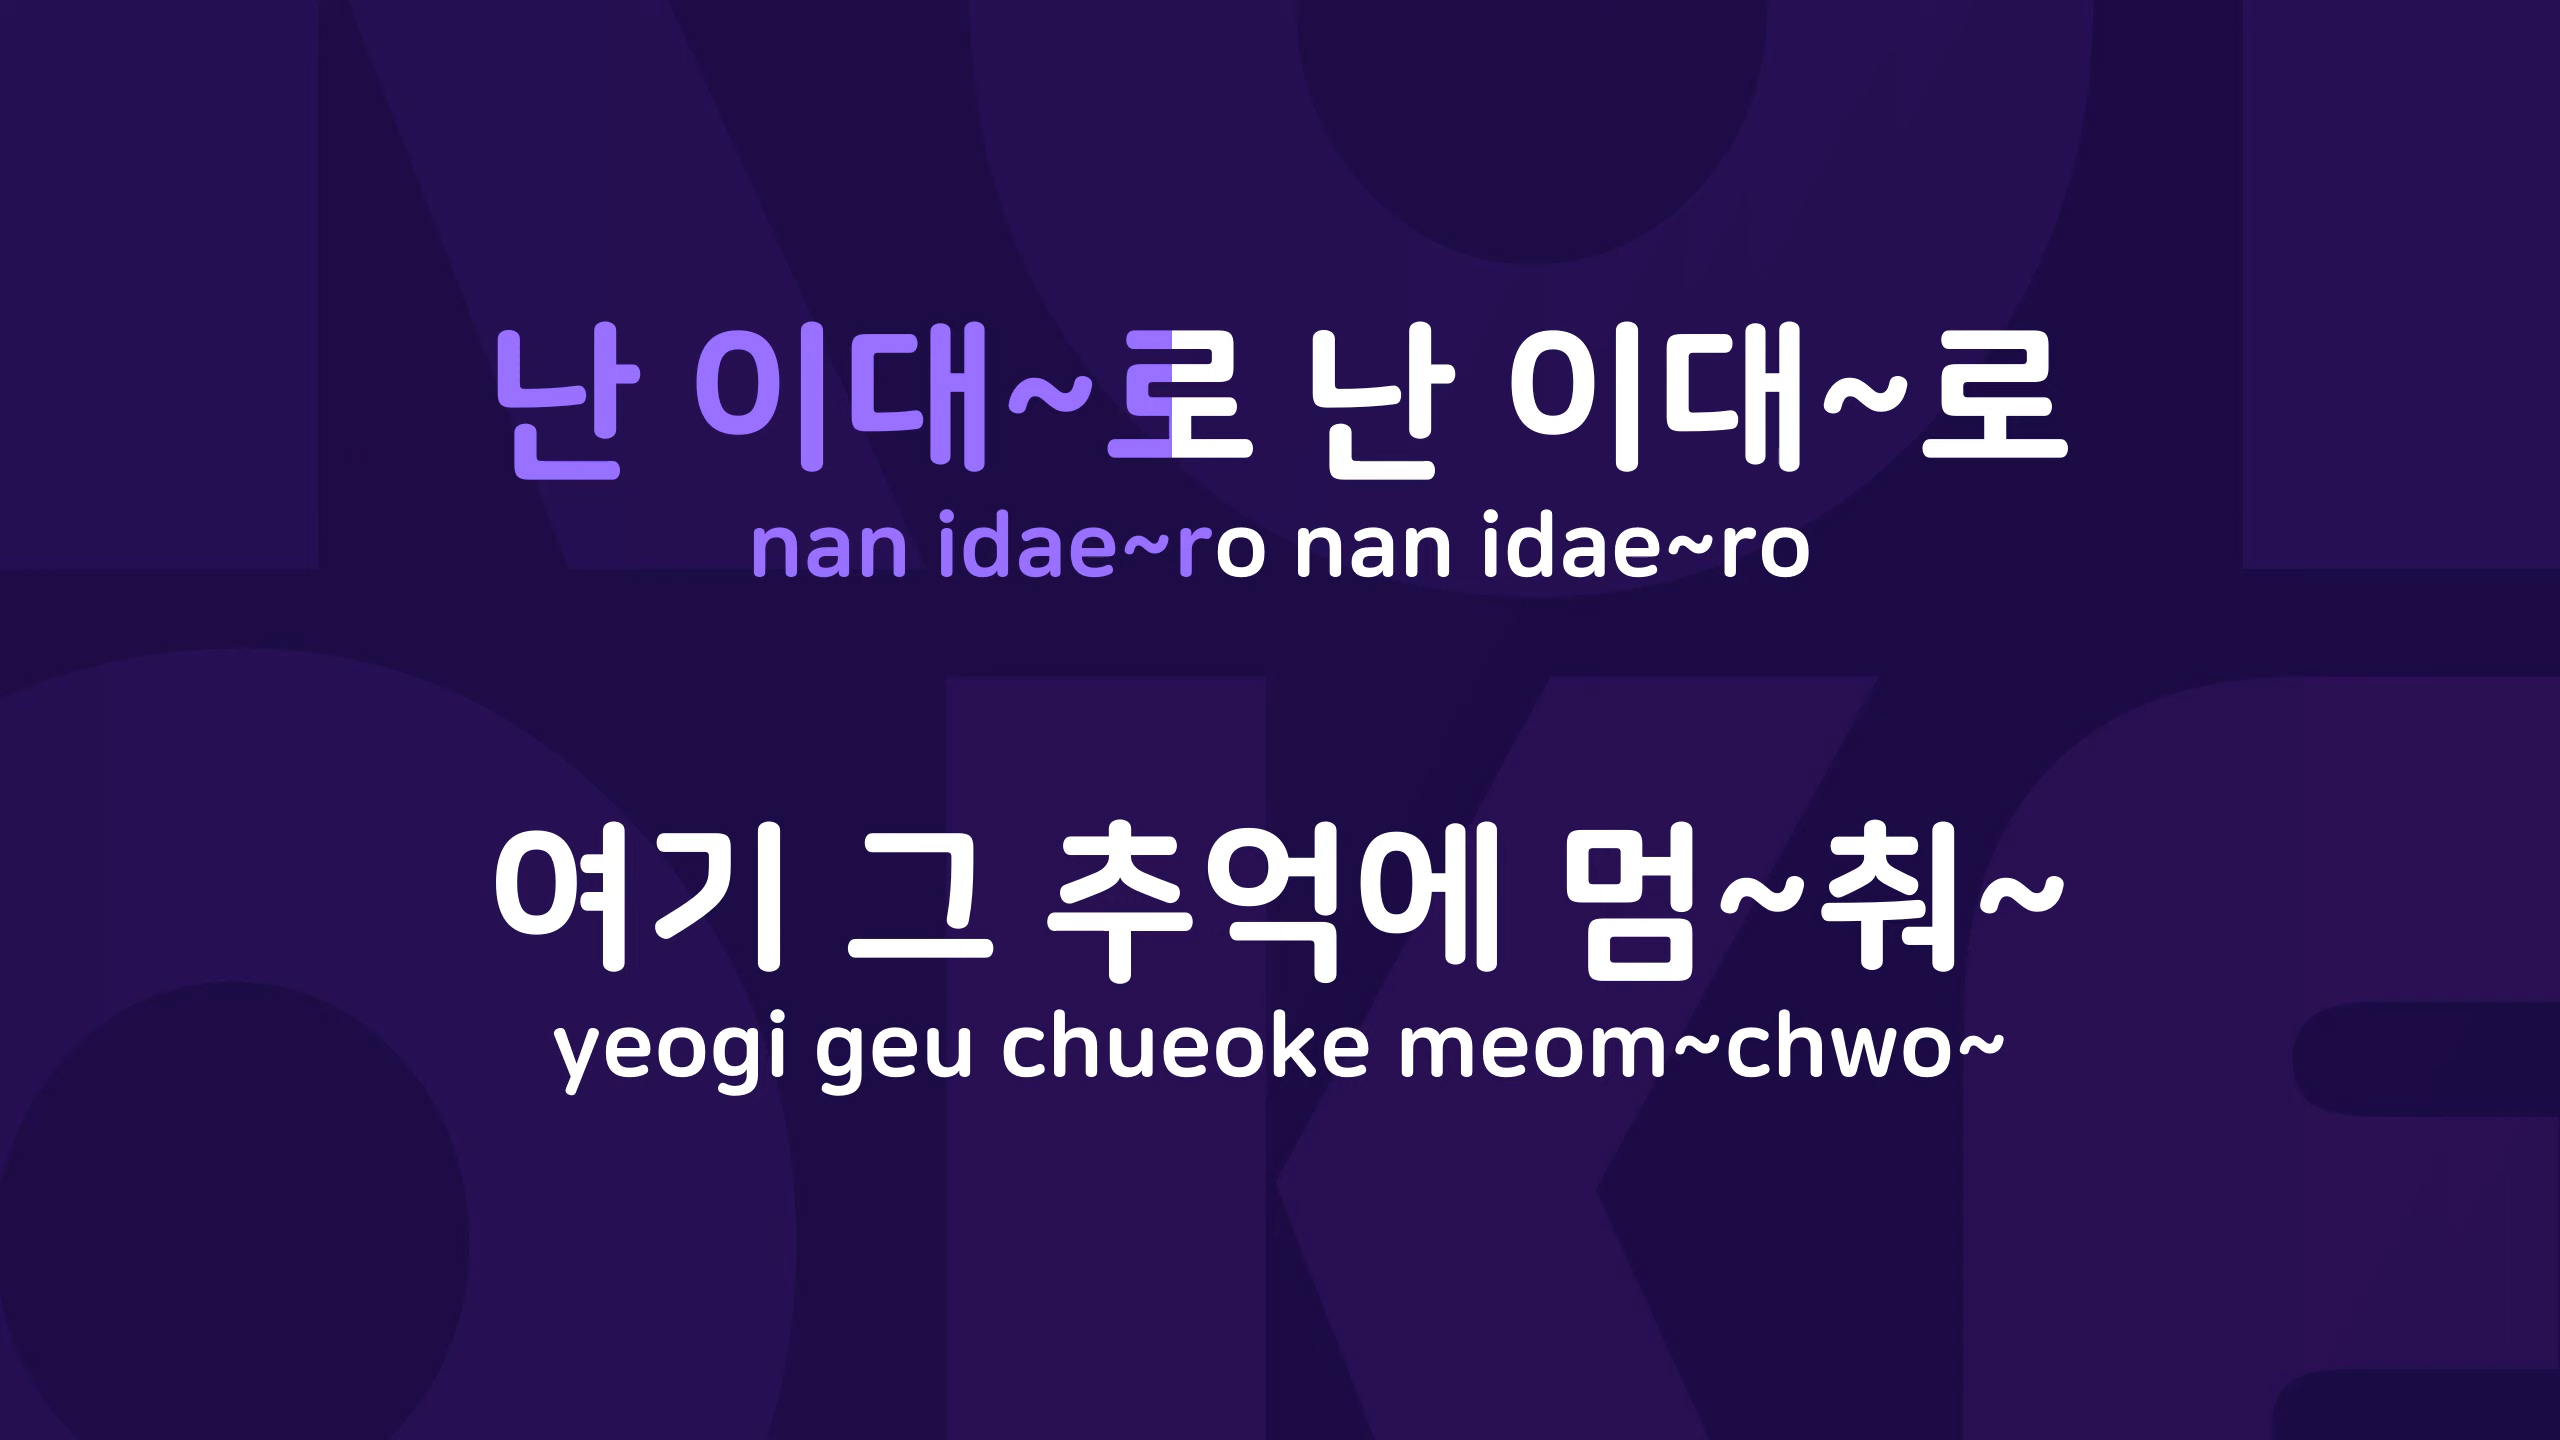 난 이대~로 난 이대~로
nan idae~ro nan idae~ro
여기 그 추억에 멈~춰~
yeogi geu chueoke meom~chwo~